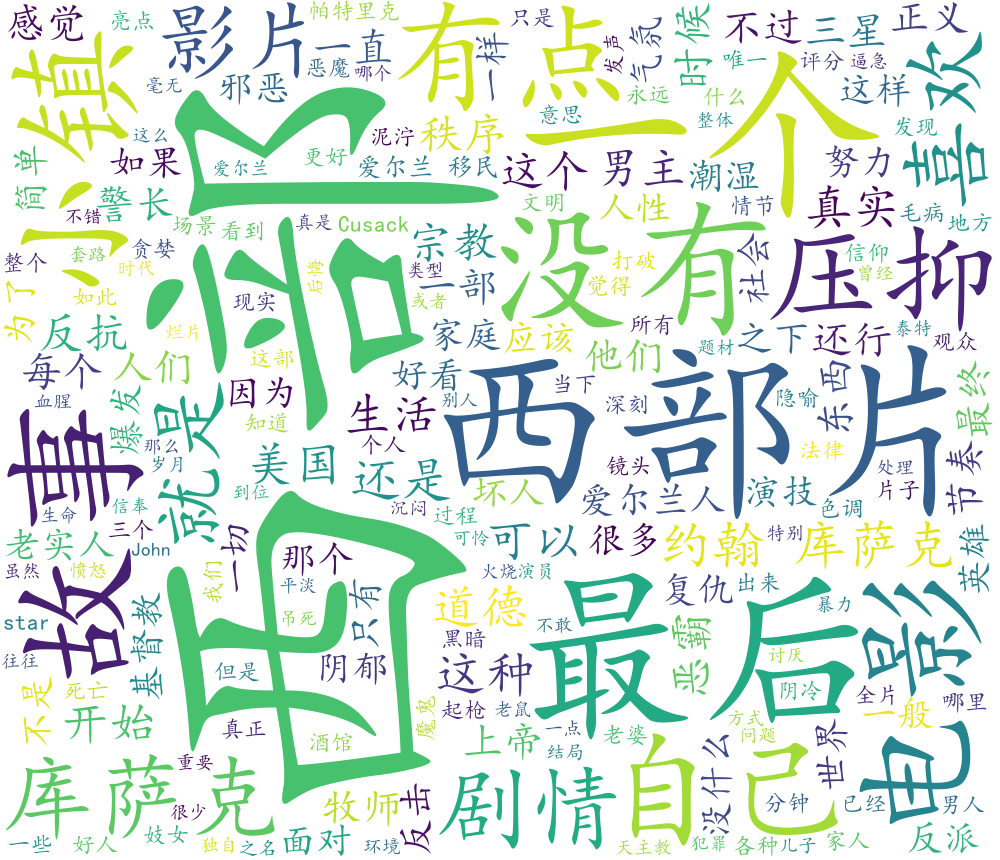 感觉
亮点
影片
帕特里克
一直
恶魔
哪个
有点
一样
只是
发声
气氛
时候
不过
三星
正义
唯一
评分
逼急
永远
什么
这样
喜欢
毫无
邪恶
一个
意思
整体
发现
小镇
简单
这么
如果
爱尔兰
更好
泥泞
秩序
爱尔兰
移民
这个
男主
潮湿
努力
文明
人性
情节
真实
毛病
地方
不错
警长
场景
看到
真是
Cusack
宗教
没有
社会
压抑
信仰
曾经
整个
套路
贪婪
时代
西部
现实
后悔
类型
或者
一部
打破
觉得
为了
如此
反抗
烂片
这部
家庭
应该
他们
所有
题材
之下
还行
泰特
观众
每个
人们
因为
好看
别人
当下
深刻
隐喻
东西
最终
血腥
爆发
知道
生活
个人
西部片
镜头
法律
故事
就是
那么
岁月
美国
还是
坏人
爱尔兰人
演技
色调
处理
片子
节奏
生命
信奉
到位
沉闷
过程
老实人
三个
John
一切
那个
可怜
可以
很多
约翰
特别
库萨克
英雄
虽然
愤怒
我们
平淡
只有
火烧
演员
复仇
出来
star
基督教
吊死
道德
不敢
最后
暴力
电影
往往
但是
阴郁
黑暗
这种
恶霸
讨厌
阴冷
全片
哪里
不是
死亡
开始
真正
起枪
老鼠
魔鬼
一点
一般
酒馆
上帝
结局
老婆
方式
问题
世界
库萨克
重要
很少
牧师
反击
剧情
自己
没什么
分钟
已经
男人
一些
好人
妓女
独自
之名
面对
环境
天主教
犯罪
各种
儿子
家人
反派